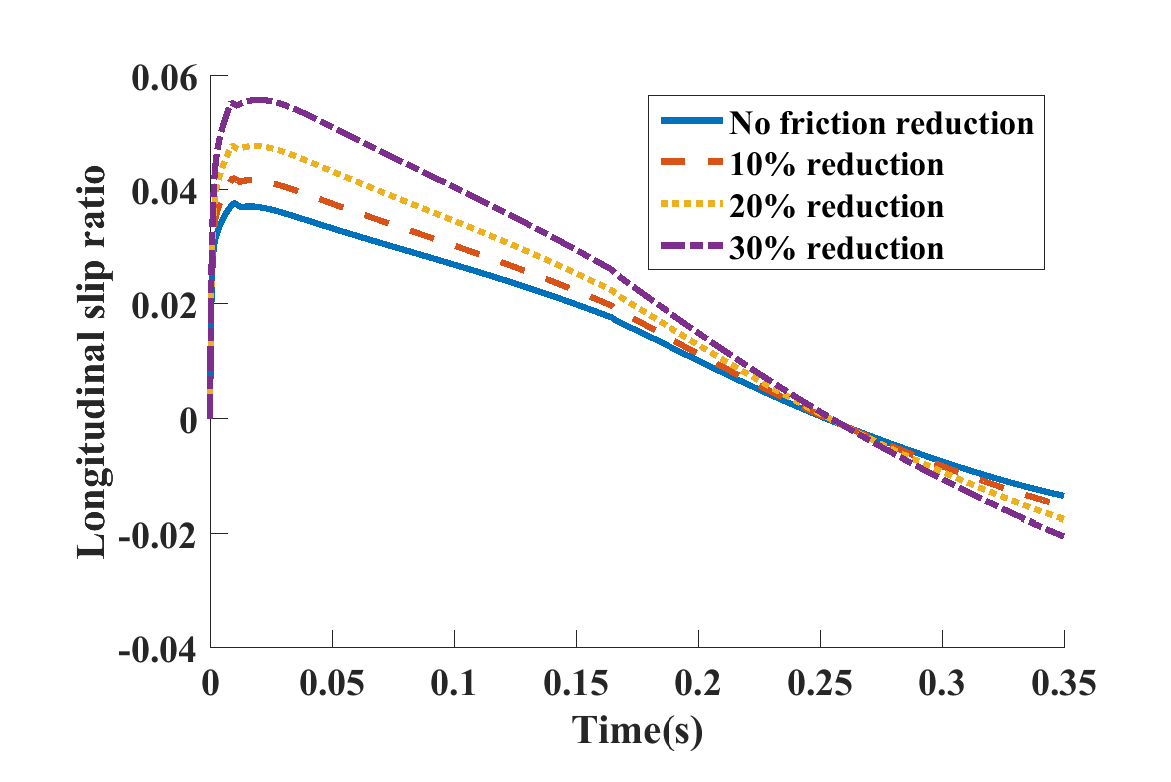 0.06
0.04
0.02
0
-0.02
-0.04
Longitudinal slip ratio
No friction reduction
10% reduction
20% reduction
30% reduction
0 0.05 0.1 0.15 0.2 0.25 0.3 0.35
Time(s)